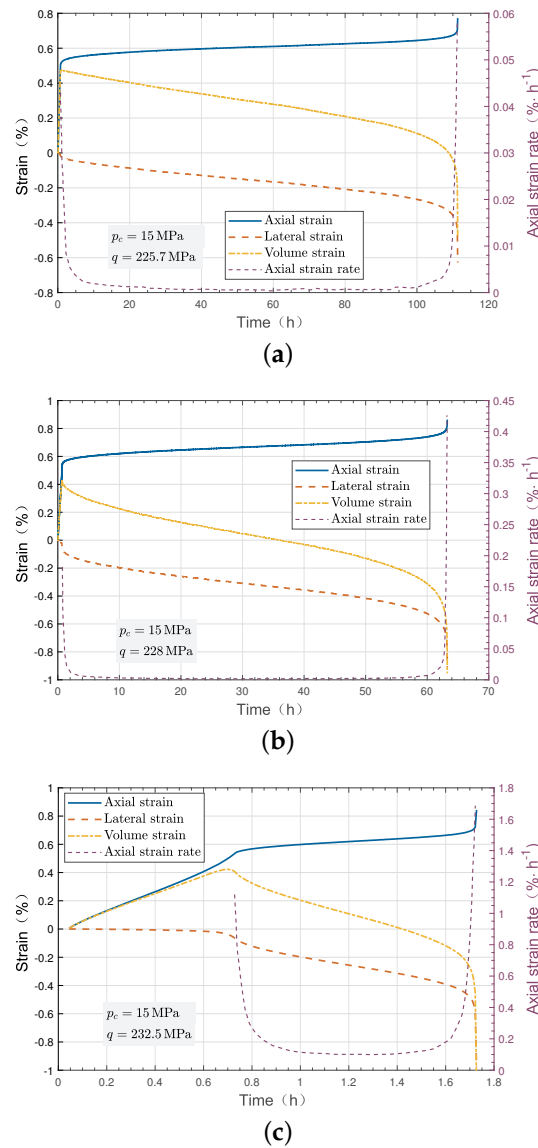 0.8
0.6
0.4
0.2
0
-0.2
-0.4
-0.6
-0.8
Strain（%）
0.06
0.05
0.04
0.03
0.02
0.01
0
Axial strain rate（%· h⁻¹）
Axial strain
Lateral strain
Volume strain
Axial strain rate
p_c = 15 MPa
q = 225.7 MPa
0 20 40 60 80 100 120
Time（h）
(a)
1
0.8
0.6
0.4
0.2
0
-0.2
-0.4
-0.6
-0.8
-1
Strain（%）
0.45
0.4
0.35
0.3
0.25
0.2
0.15
0.1
0.05
0
Axial strain rate（%· h⁻¹）
Axial strain
Lateral strain
Volume strain
Axial strain rate
p_c = 15 MPa
q = 228 MPa
0 10 20 30 40 50 60 70
Time（h）
(b)
1
0.8
0.6
0.4
0.2
0
-0.2
-0.4
-0.6
-0.8
-1
Strain（%）
1.8
1.6
1.4
1.2
1
0.8
0.6
0.4
0.2
0
Axial strain rate（%· h⁻¹）
Axial strain
Lateral strain
Volume strain
Axial strain rate
p_c = 15 MPa
q = 232.5 MPa
0 0.2 0.4 0.6 0.8 1 1.2 1.4 1.6 1.8
Time（h）
(c)